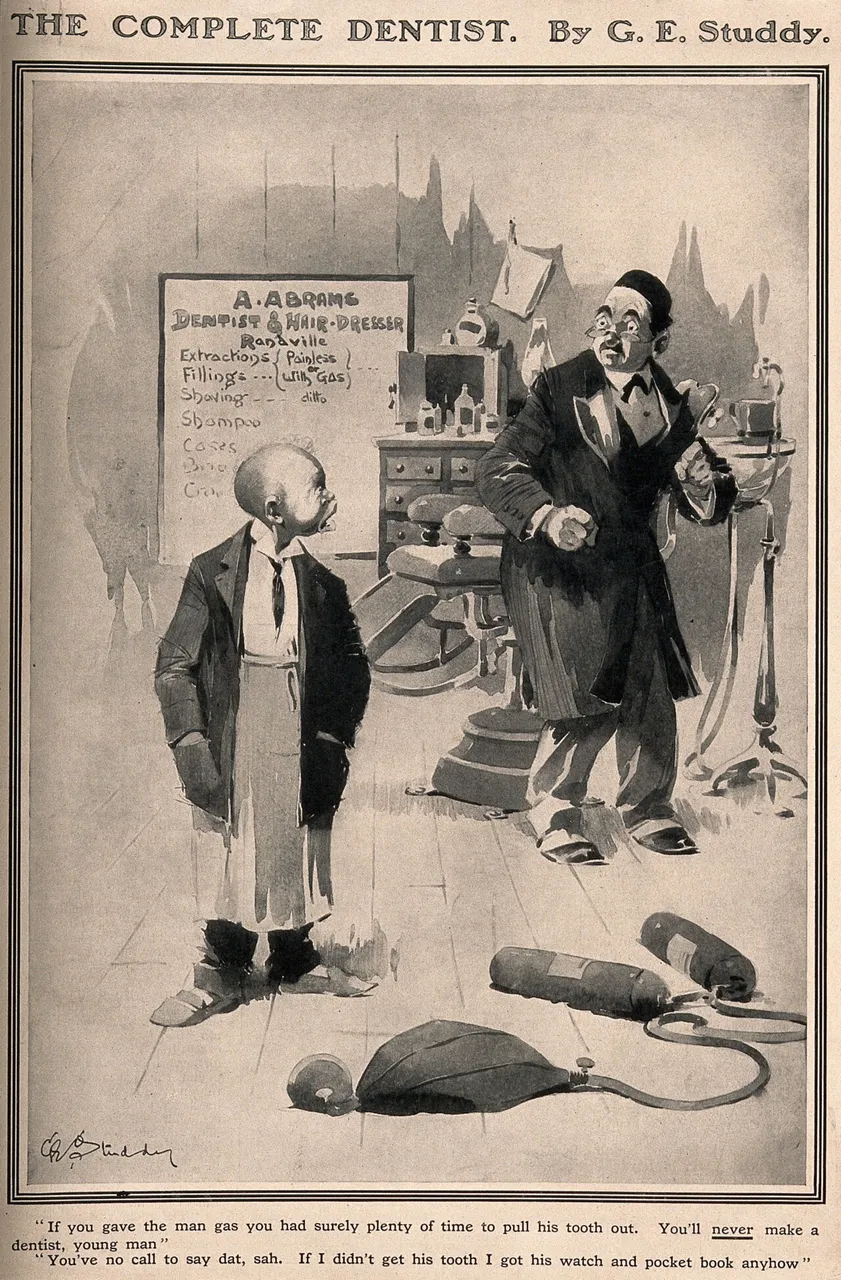 THE COMPLETE DENTIST. By G. E. Studdy.
A. ABRAMS
DENTIST & HAIR-DRESSER
Randville
Extractions { Painless }
Fillings --- { or With Gas } ---
Shaving --- ditto
Shampoo
G. E. Studdy
"If you gave the man gas you had surely plenty of time to pull his tooth out. You'll never make a
dentist, young man"
"You've no call to say dat, sah. If I didn't get his tooth I got his watch and pocket book anyhow"